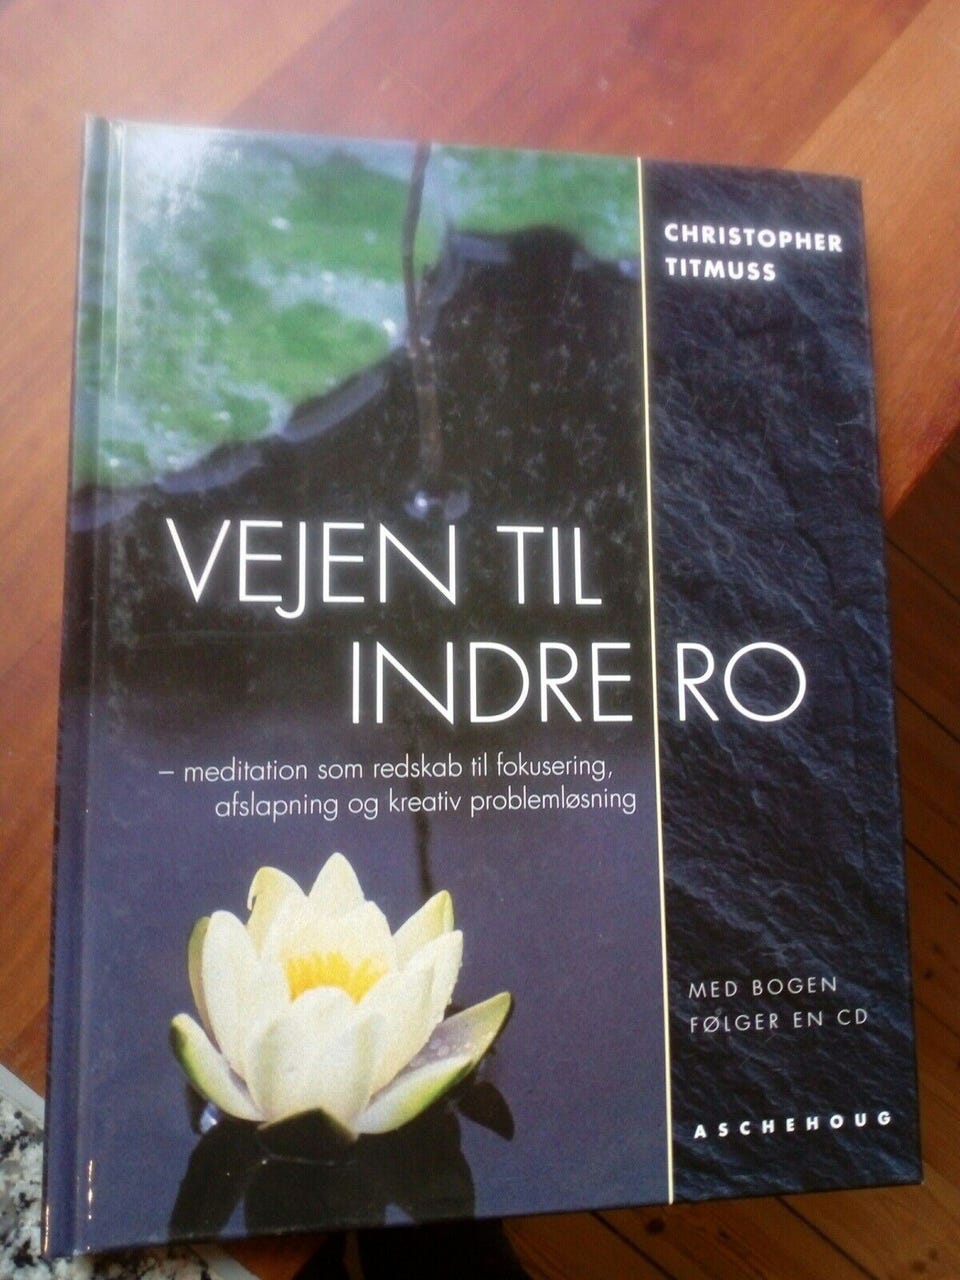 CHRISTOPHER
TITMUSS
VEJEN TIL
INDRE RO
– meditation som redskab til fokusering,
afslapning og kreativ problemløsning
MED BOGEN
FØLGER EN CD
ASCHEHOUG